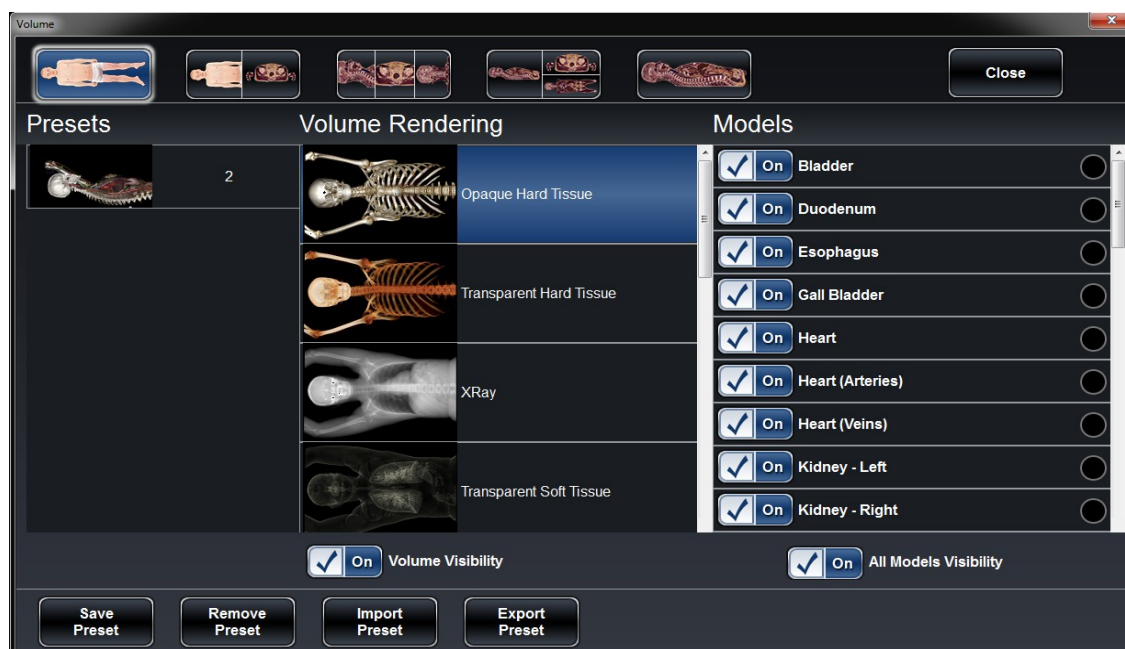 Volume
Close
Presets
Volume Rendering
Models
2
Opaque Hard Tissue
Transparent Hard Tissue
XRay
Transparent Soft Tissue
On Bladder
On Duodenum
On Esophagus
On Gall Bladder
On Heart
On Heart (Arteries)
On Heart (Veins)
On Kidney - Left
On Kidney - Right
On Volume Visibility
On All Models Visibility
Save
Preset
Remove
Preset
Import
Preset
Export
Preset